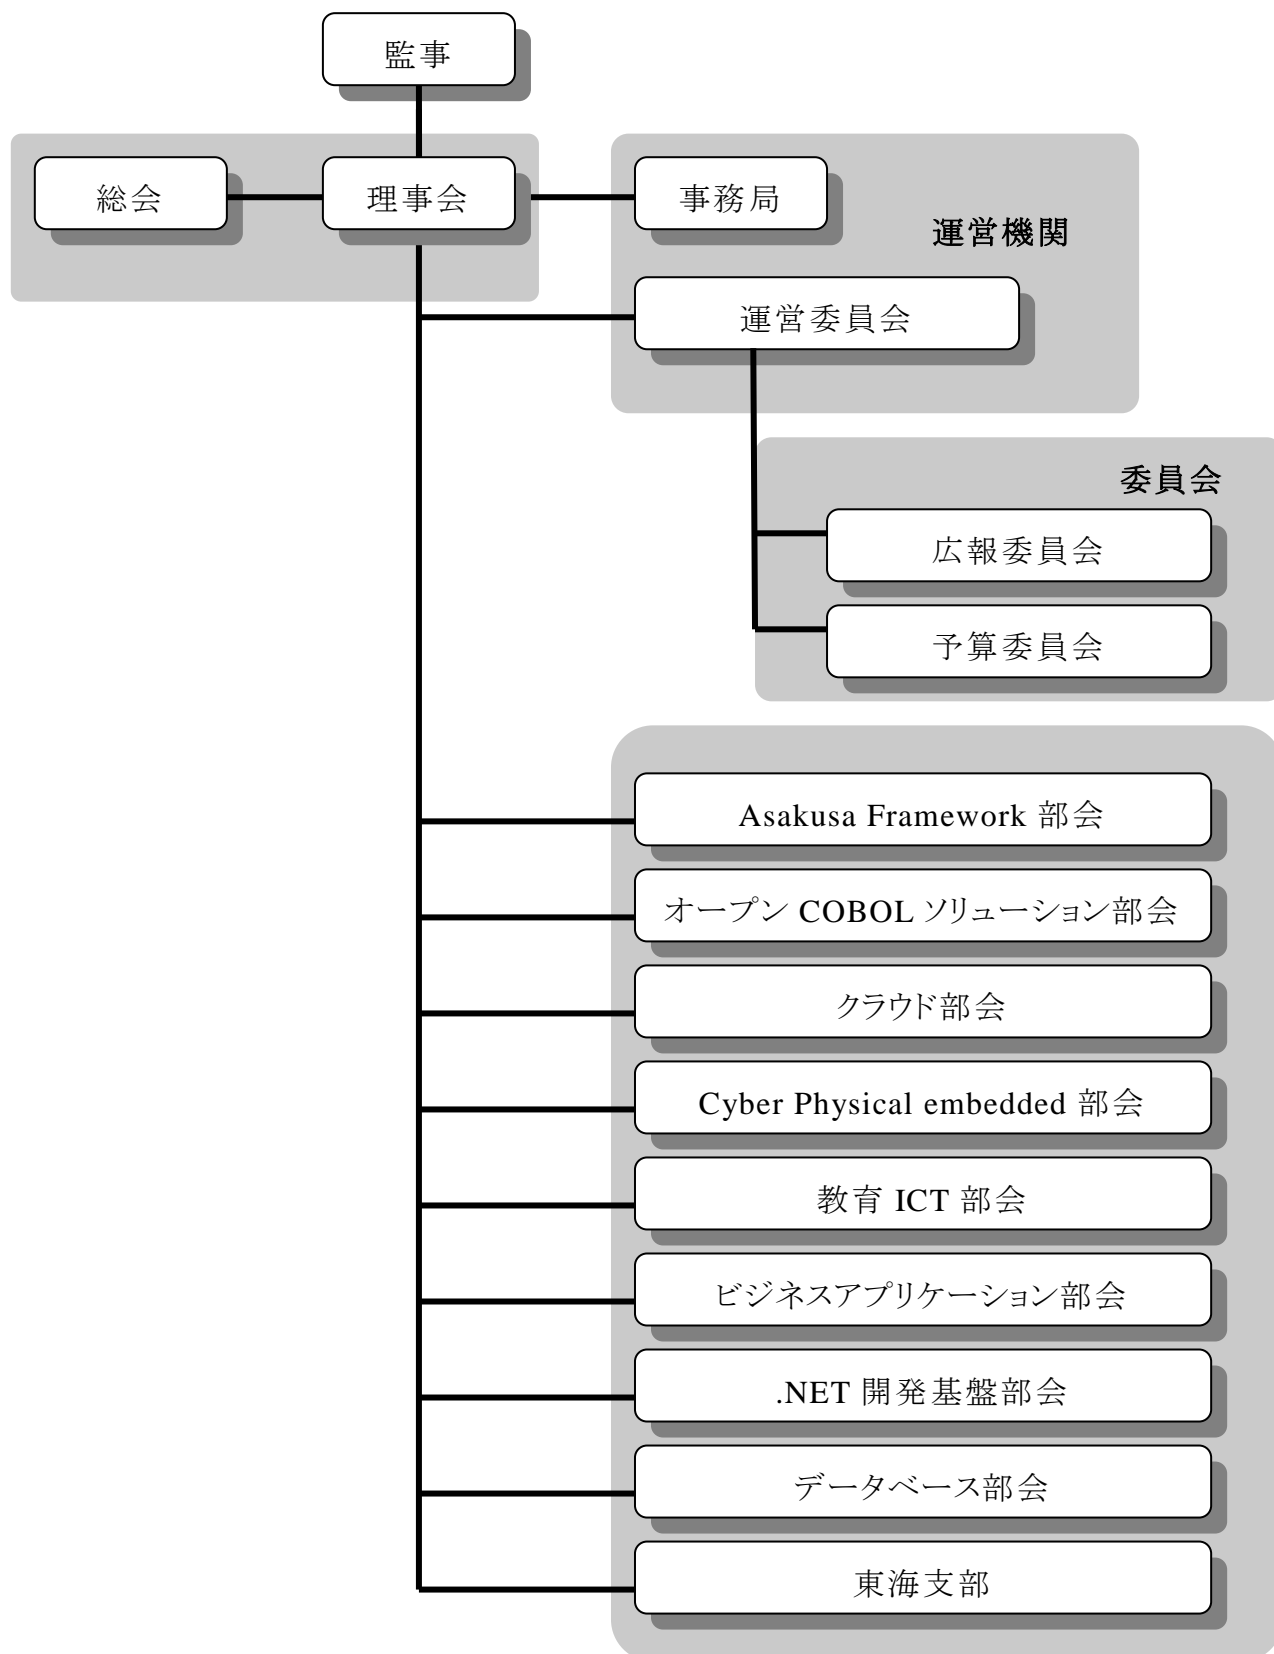 監事
総会
理事会
事務局
運営機関
運営委員会
委員会
広報委員会
予算委員会
Asakusa Framework 部会
オープン COBOL ソリューション部会
クラウド部会
Cyber Physical embedded 部会
教育 ICT 部会
ビジネスアプリケーション部会
.NET 開発基盤部会
データベース部会
東海支部